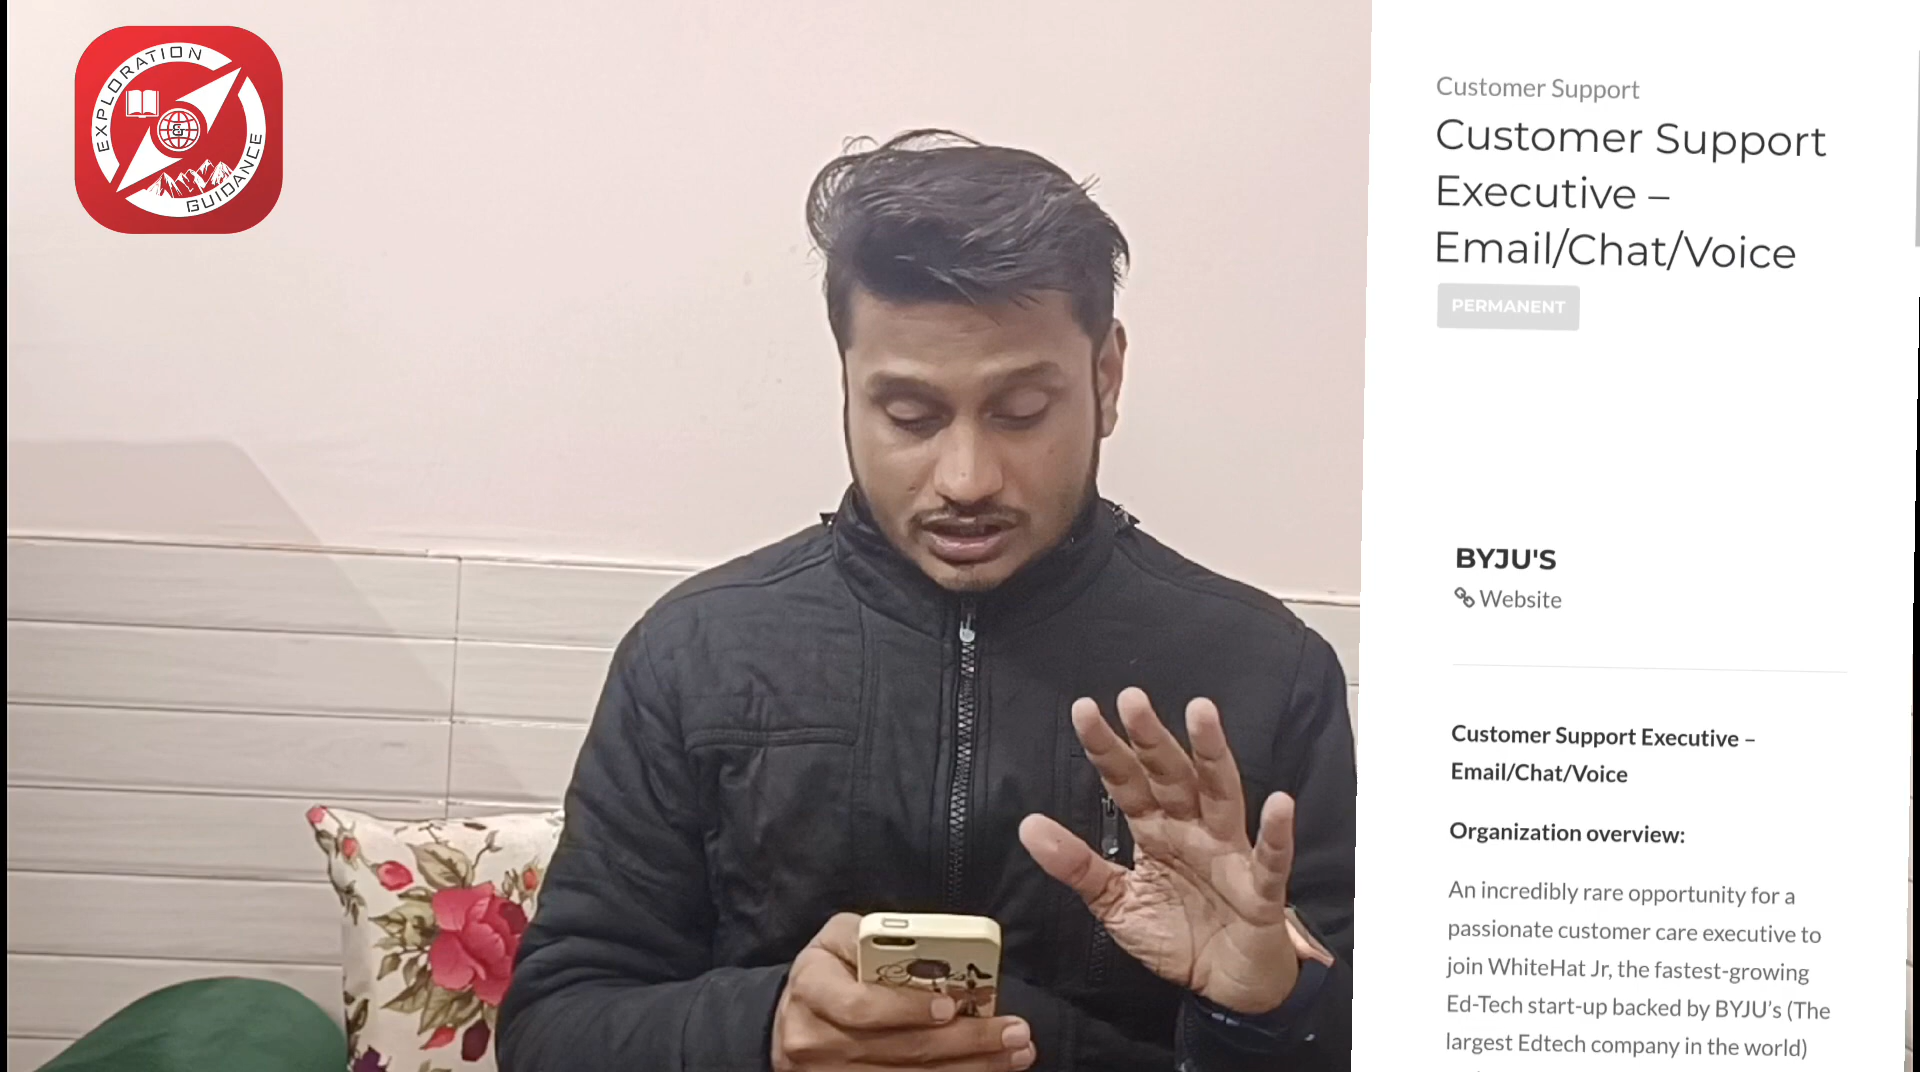 EXPLORATION
&
GUIDANCE
Customer Support
Customer Support
Executive –
Email/Chat/Voice
PERMANENT
BYJU'S
Website
Customer Support Executive –
Email/Chat/Voice
Organization overview:
An incredibly rare opportunity for a
passionate customer care executive to
join WhiteHat Jr, the fastest-growing
Ed-Tech start-up backed by BYJU’s (The
largest Edtech company in the world)